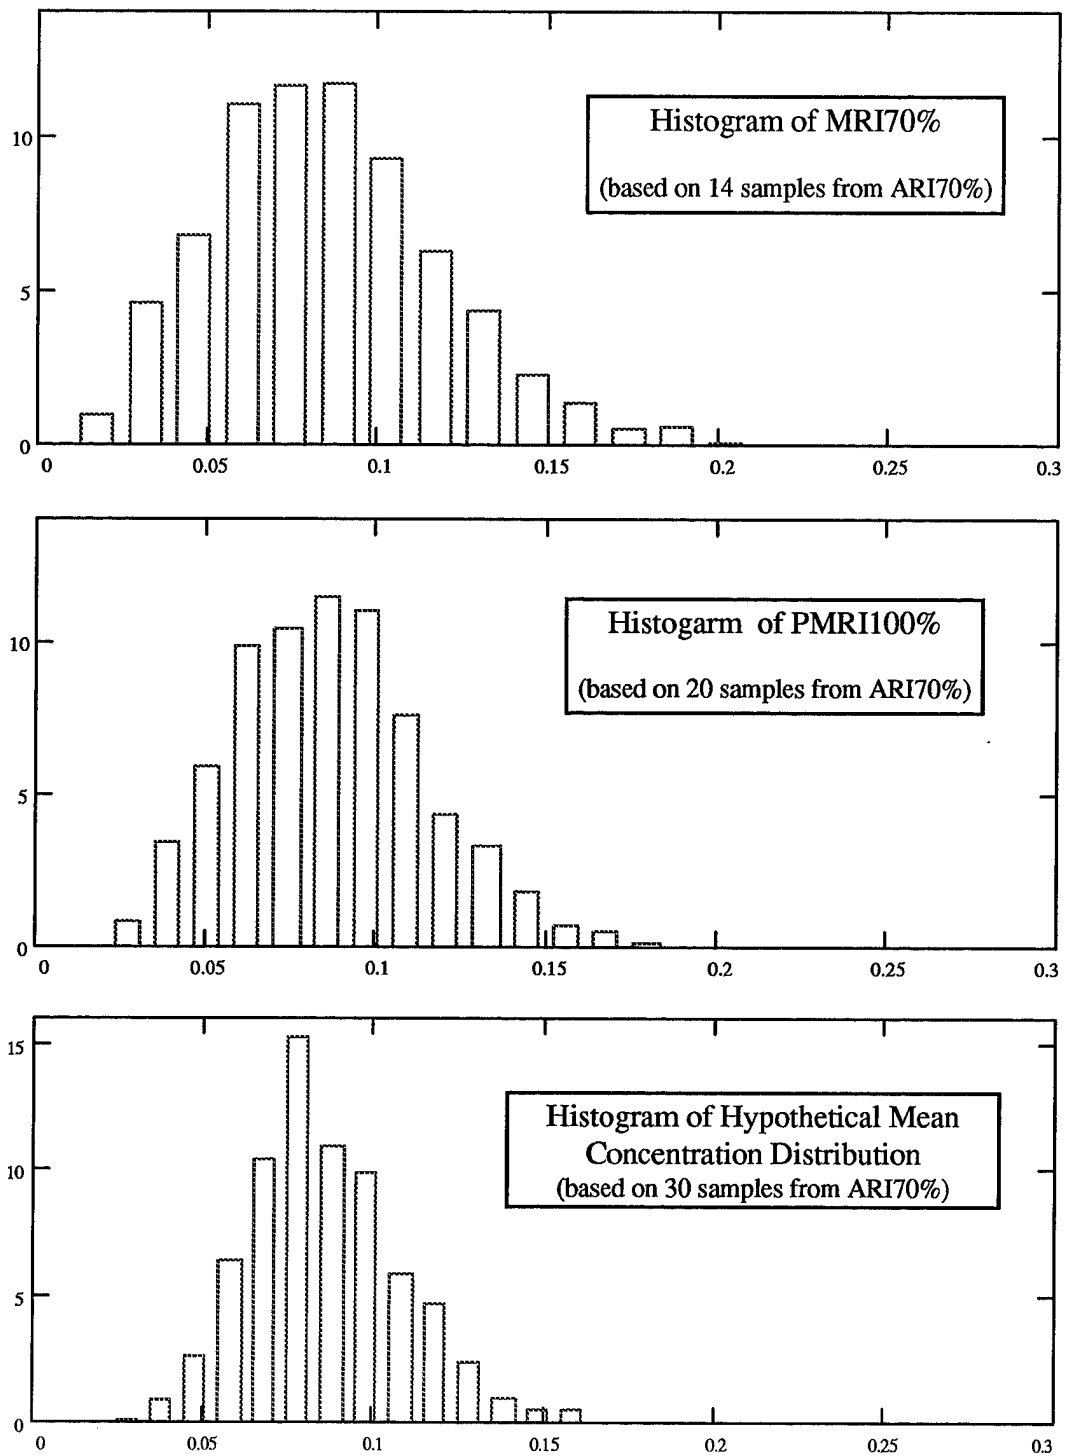 10
5
0
Histogram of MRI70%
(based on 14 samples from ARI70%)
0 0.05 0.1 0.15 0.2 0.25 0.3
10
5
0
Histogarm of PMRI100%
(based on 20 samples from ARI70%)
0 0.05 0.1 0.15 0.2 0.25 0.3
15
10
5
0
Histogram of Hypothetical Mean
Concentration Distribution
(based on 30 samples from ARI70%)
0 0.05 0.1 0.15 0.2 0.25 0.3